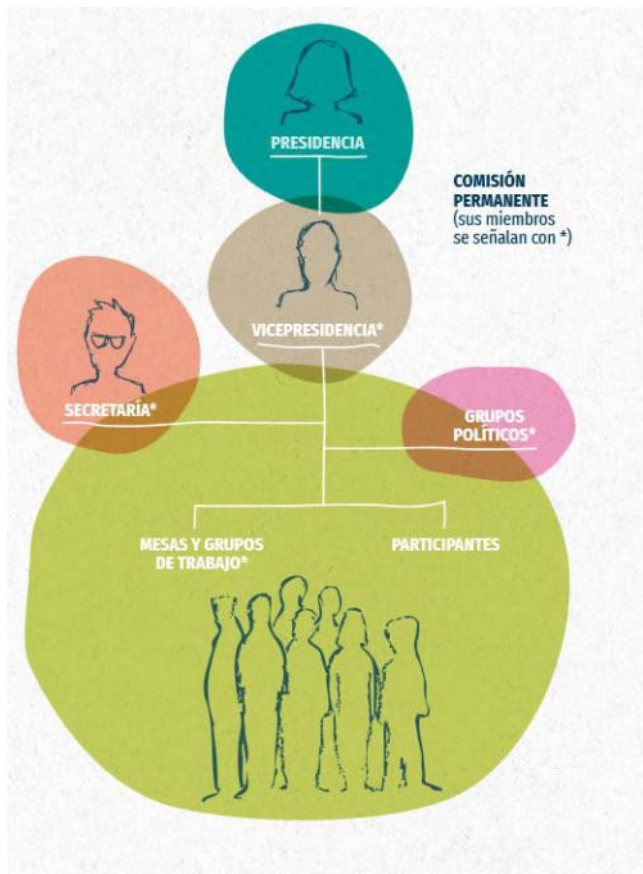 PRESIDENCIA
COMISIÓN
PERMANENTE
(sus miembros
se señalan con *)
VICEPRESIDENCIA*
SECRETARÍA*
GRUPOS
POLÍTICOS*
MESAS Y GRUPOS
DE TRABAJO*
PARTICIPANTES